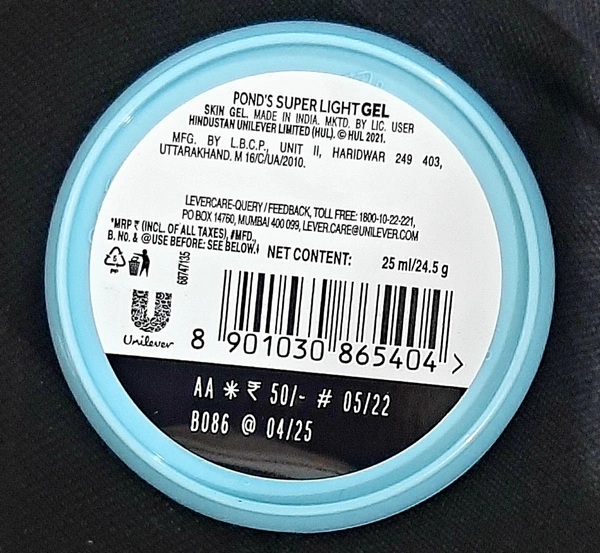 POND'S SUPER LIGHT GEL
SKIN GEL. MADE IN INDIA. MKTD. BY LIC. USER
HINDUSTAN UNILEVER LIMITED (HUL). © HUL 2021.
MFG. BY L.B.C.P., UNIT II, HARIDWAR 249 403,
UTTARAKHAND. M 16/C/UA/2010.
LEVERCARE-QUERY / FEEDBACK, TOLL FREE: 1800-10-22-221,
PO BOX 14760, MUMBAI 400 099, LEVER.CARE@UNILEVER.COM
*MRP ₹ (INCL. OF ALL TAXES), #MFD.,
B. NO. & @USE BEFORE: SEE BELOW.
NET CONTENT: 25 ml/24.5 g
5
PP
68747135
Unilever
8 901030 865404 >
AA * ₹ 50/- # 05/22
B086 @ 04/25